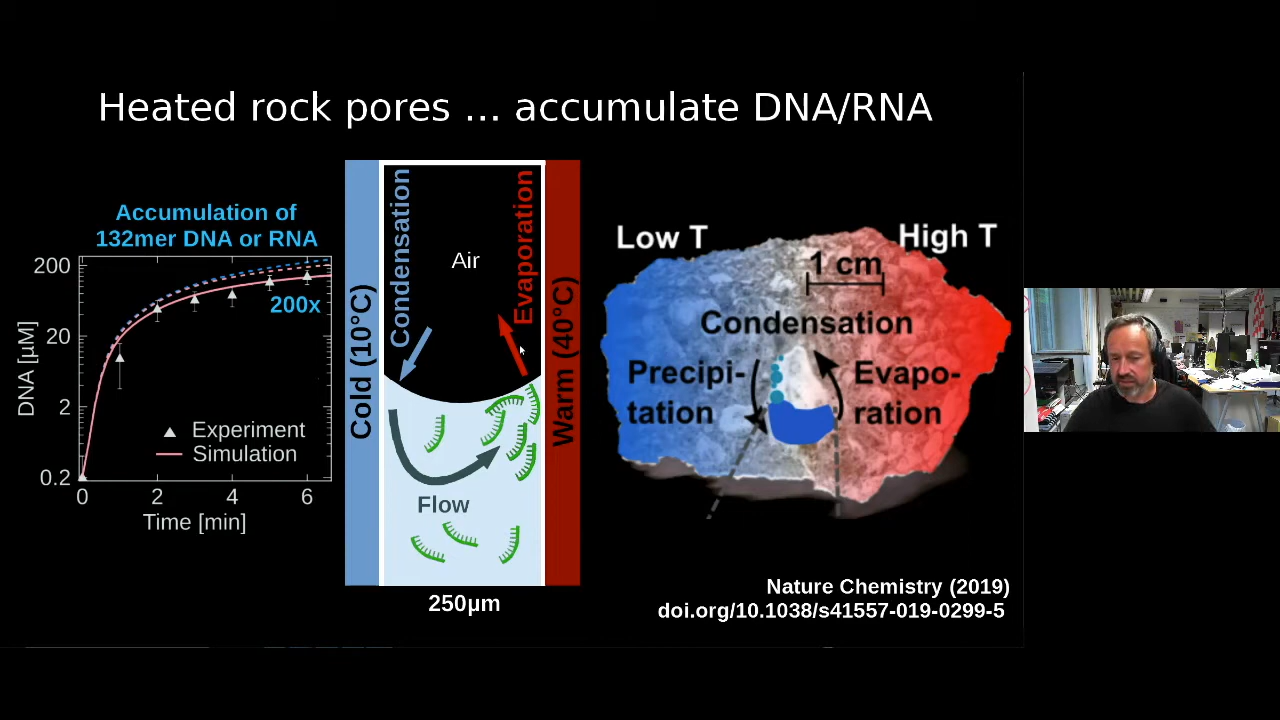 Heated rock pores ... accumulate DNA/RNA
Accumulation of
132mer DNA or RNA
200
20
2
0.2
DNA [µM]
200x
Experiment
Simulation
0
2
4
6
Time [min]
Cold (10°C)
Condensation
Air
Evaporation
Warm (40°C)
Flow
250µm
Low T
High T
1 cm
Condensation
Precipi-
tation
Evapo-
ration
Nature Chemistry (2019)
doi.org/10.1038/s41557-019-0299-5